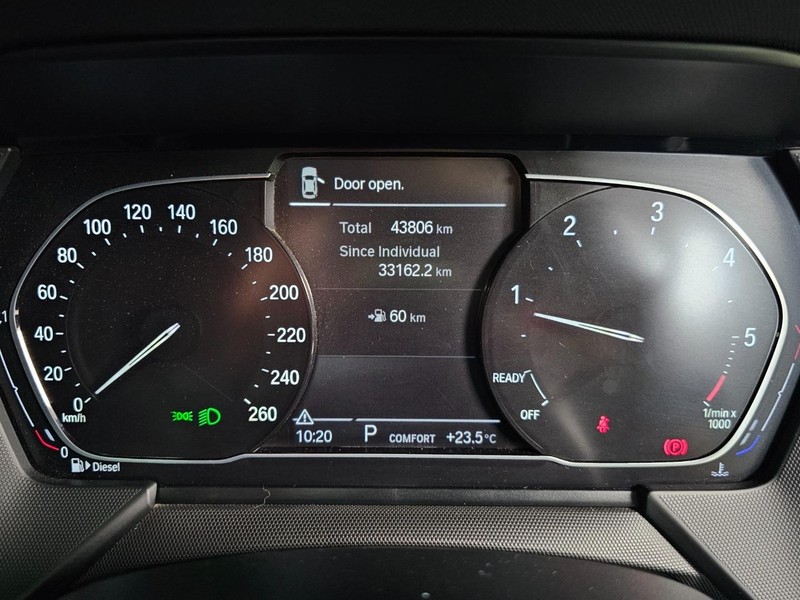 Door open.
Total 43806 km
Since Individual
33162.2 km
60 km
10:20 P COMFORT +23.5°C
0
20
40
60
80
100
120
140
160
180
200
220
240
260
km/h
1
0
Diesel
1
2
3
4
5
1/min x
1000
READY
OFF
P